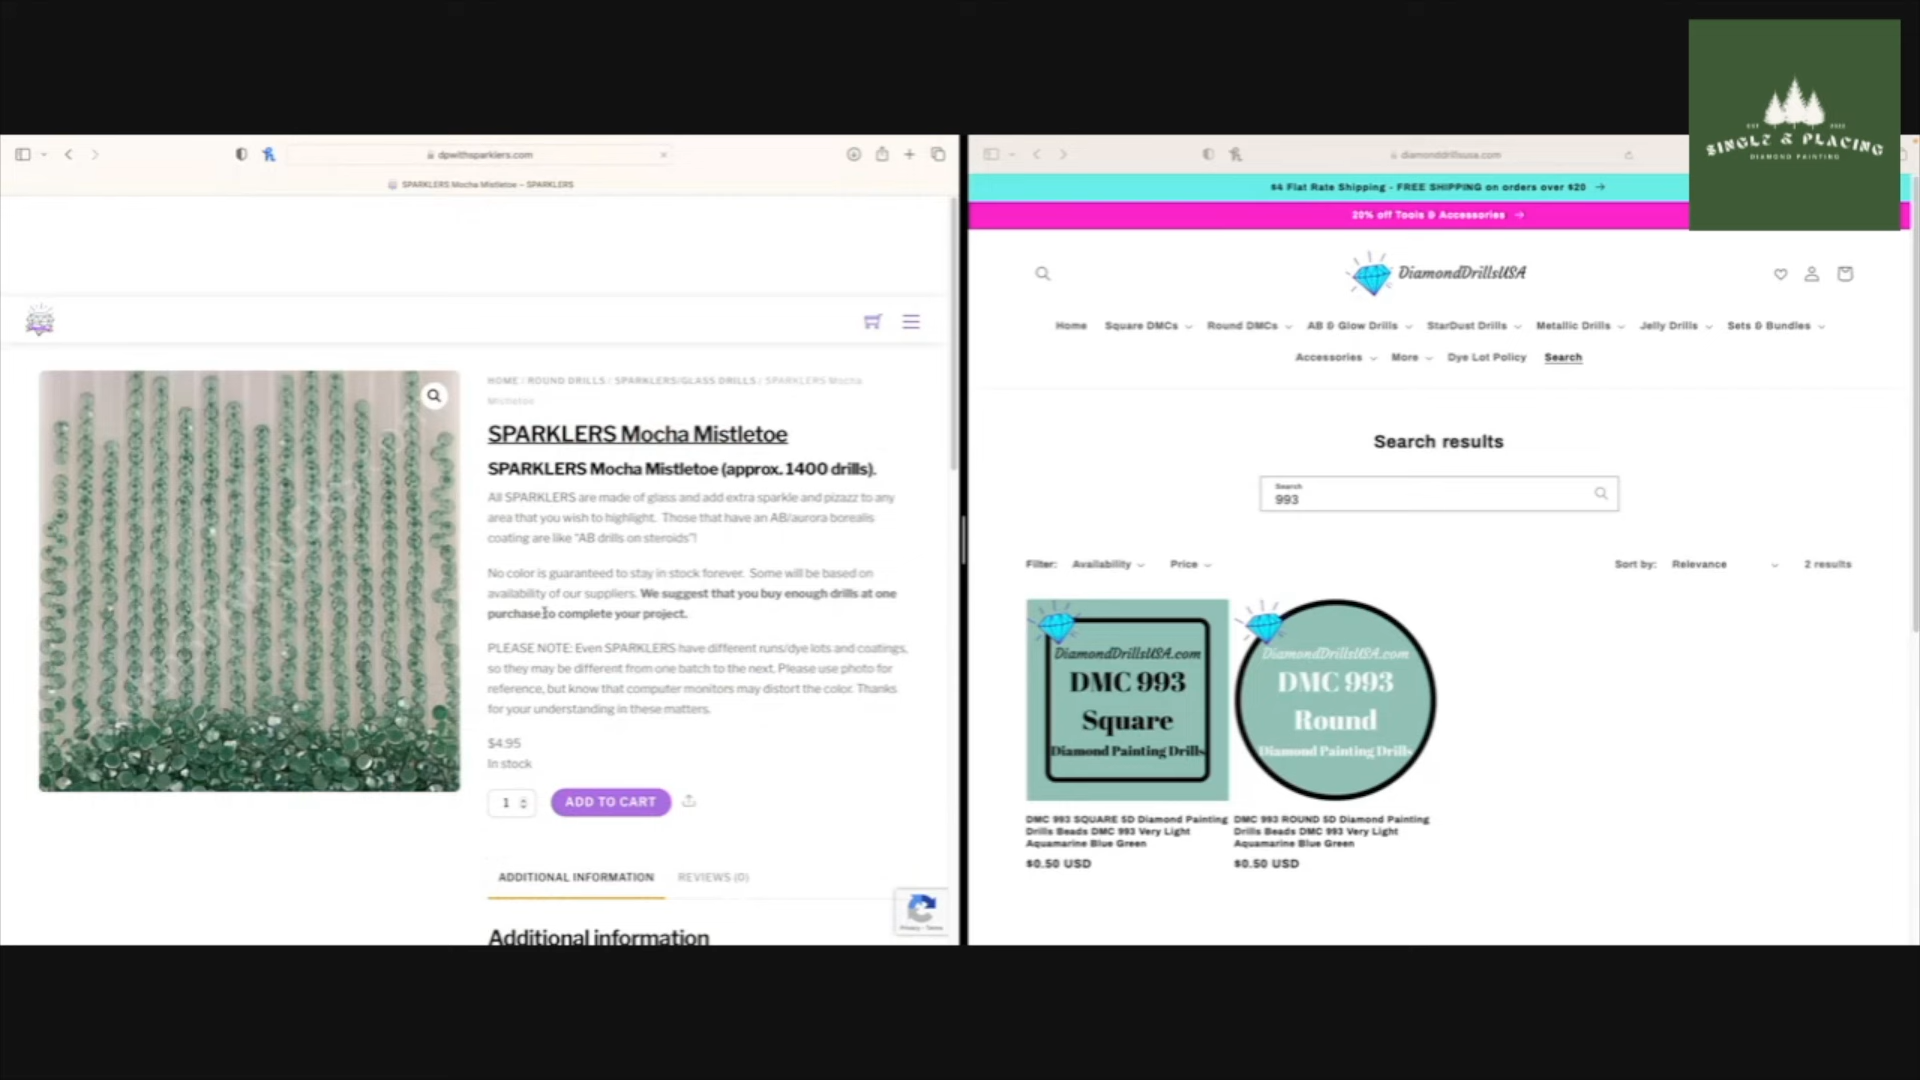 dpwithsparklers.com
SPARKLERS Mocha Mistletoe – SPARKLERS
HOME / ROUND DRILLS / SPARKLERS/GLASS DRILLS / SPARKLERS Mocha
Mistletoe
SPARKLERS Mocha Mistletoe
SPARKLERS Mocha Mistletoe (approx. 1400 drills).
All SPARKLERS are made of glass and add extra sparkle and pizazz to any
area that you wish to highlight. Those that have an AB/aurora borealis
coating are like "AB drills on steroids"!
No color is guaranteed to stay in stock forever. Some will be based on
availability of our suppliers. We suggest that you buy enough drills at one
purchase to complete your project.
PLEASE NOTE: Even SPARKLERS have different runs/dye lots and coatings,
so they may be different from one batch to the next. Please use photo for
reference, but know that computer monitors may distort the color. Thanks
for your understanding in these matters.
$4.95
In stock
1
ADD TO CART
ADDITIONAL INFORMATION
REVIEWS (0)
Additional information
Privacy - Terms
diamonddrillsusa.com
$4 Flat Rate Shipping - FREE SHIPPING on orders over $20 →
20% off Tools & Accessories →
DiamondDrillsUSA
Home Square DMCs Round DMCs AB & Glow Drills StarDust Drills Metallic Drills Jelly Drills Sets & Bundles
Accessories More Dye Lot Policy Search
Search results
Search
993
Filter: Availability Price
Sort by: Relevance 2 results
DiamondDrillsUSA.com
DMC 993
Square
Diamond Painting Drills
DiamondDrillsUSA.com
DMC 993
Round
Diamond Painting Drills
DMC 993 SQUARE 5D Diamond Painting
Drills Beads DMC 993 Very Light
Aquamarine Blue Green
$0.50 USD
DMC 993 ROUND 5D Diamond Painting
Drills Beads DMC 993 Very Light
Aquamarine Blue Green
$0.50 USD
SINGLE & PLACING
DIAMOND PAINTING